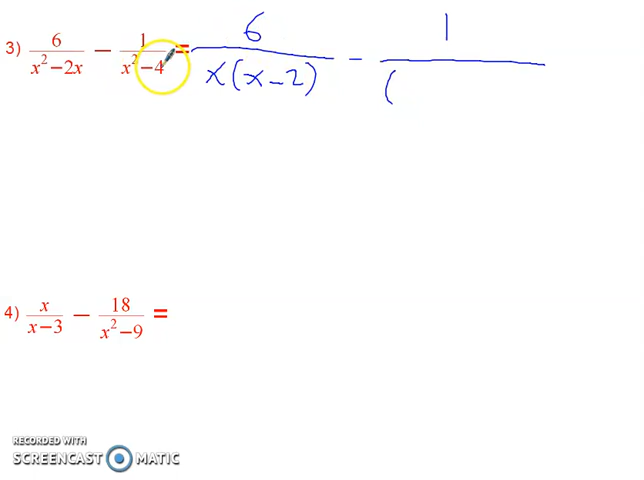 3) 6/(x²−2x) − 1/(x²−4) = 6/(x(x−2)) − 1/(
4) x/(x−3) − 18/(x²−9) =
RECORDED WITH
SCREENCAST MATIC